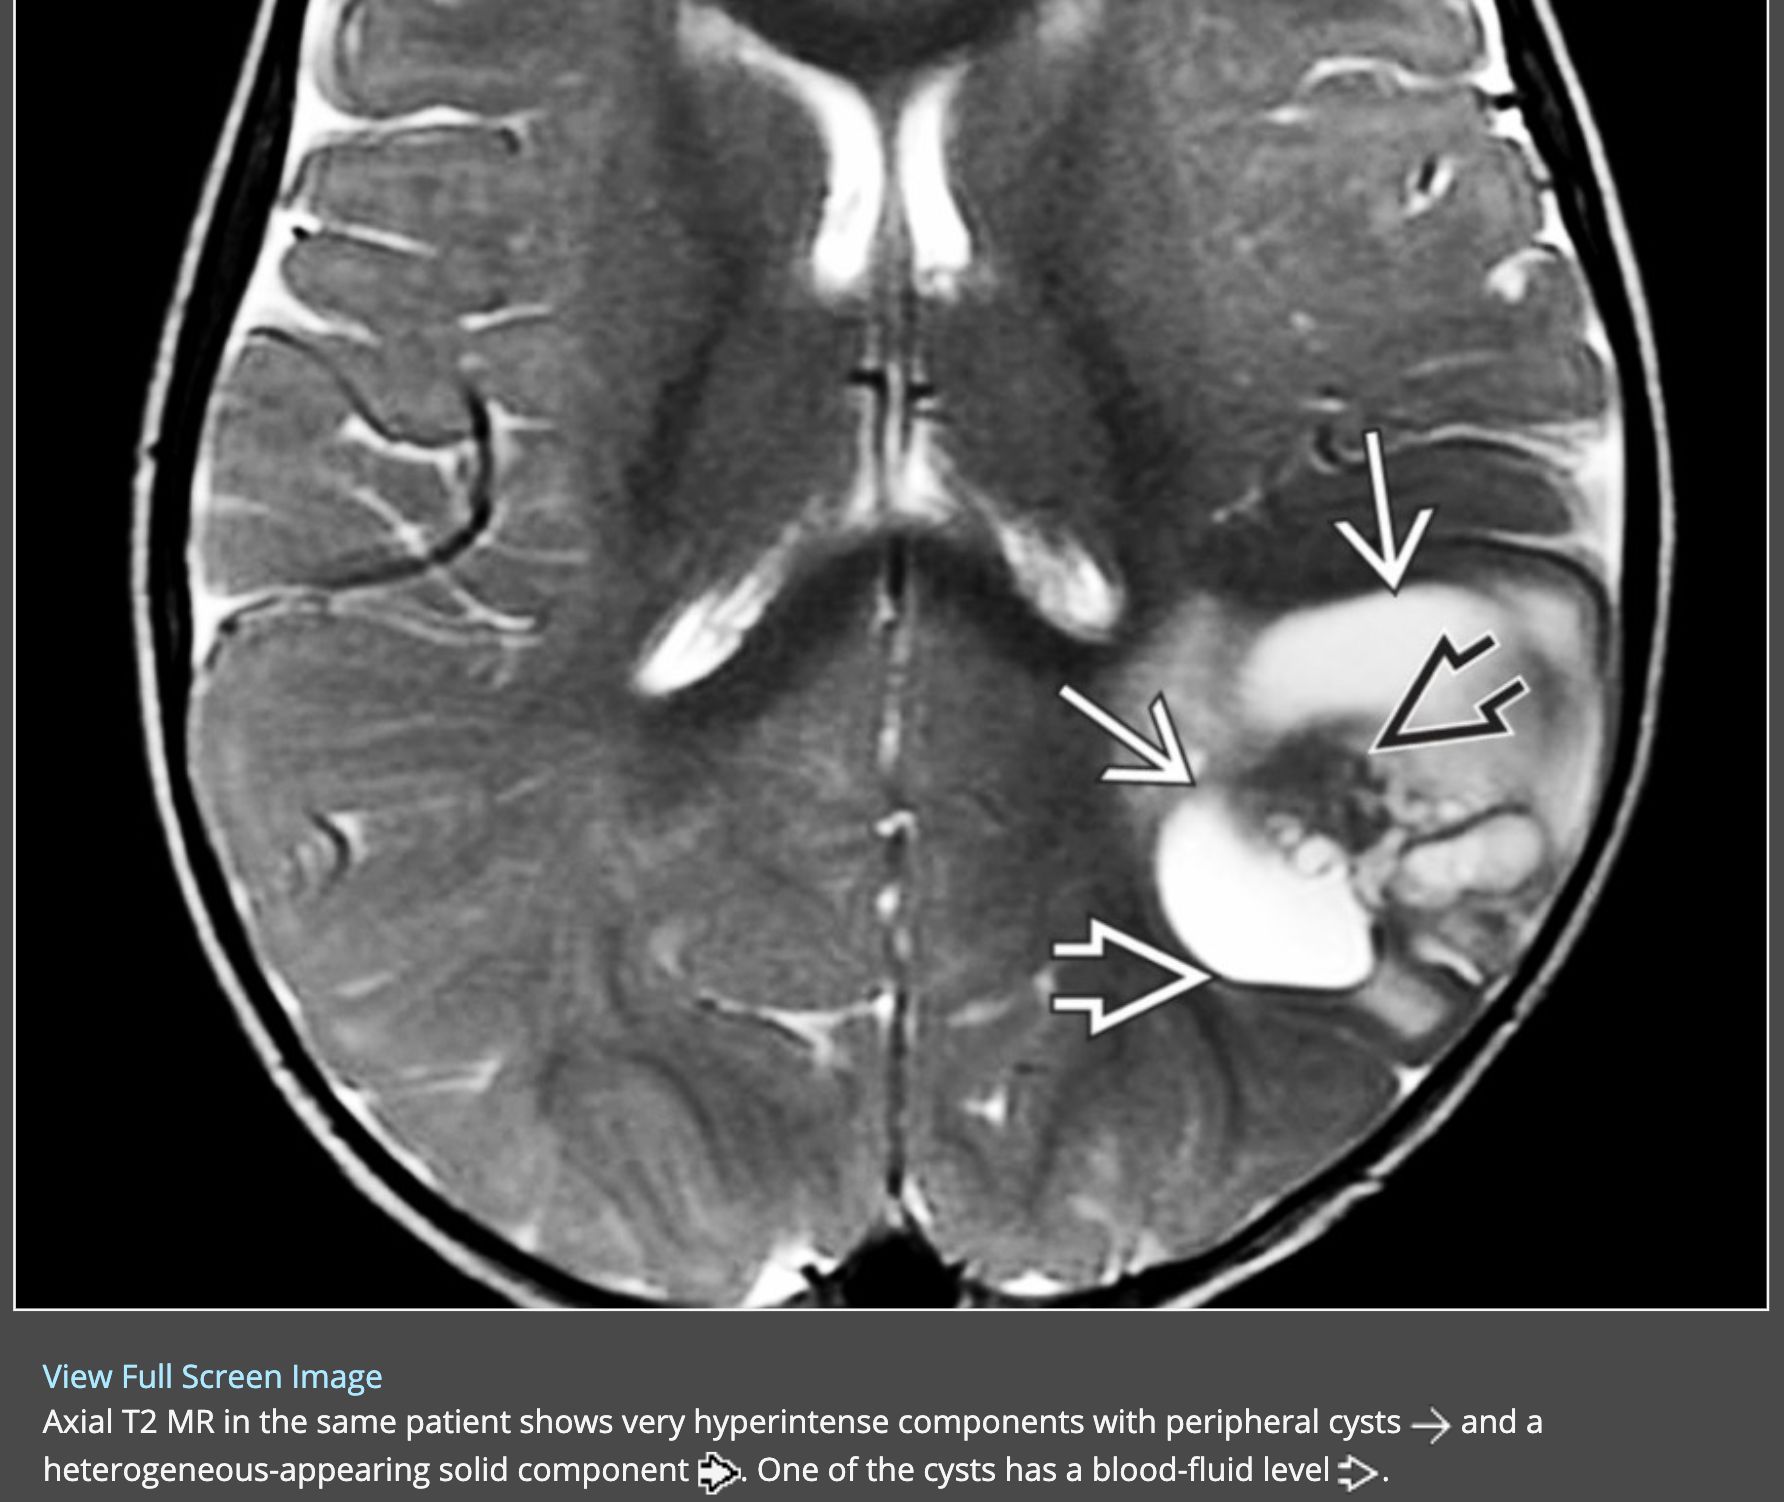 View Full Screen Image
Axial T2 MR in the same patient shows very hyperintense components with peripheral cysts → and a
heterogeneous-appearing solid component ➩. One of the cysts has a blood-fluid level ➩.